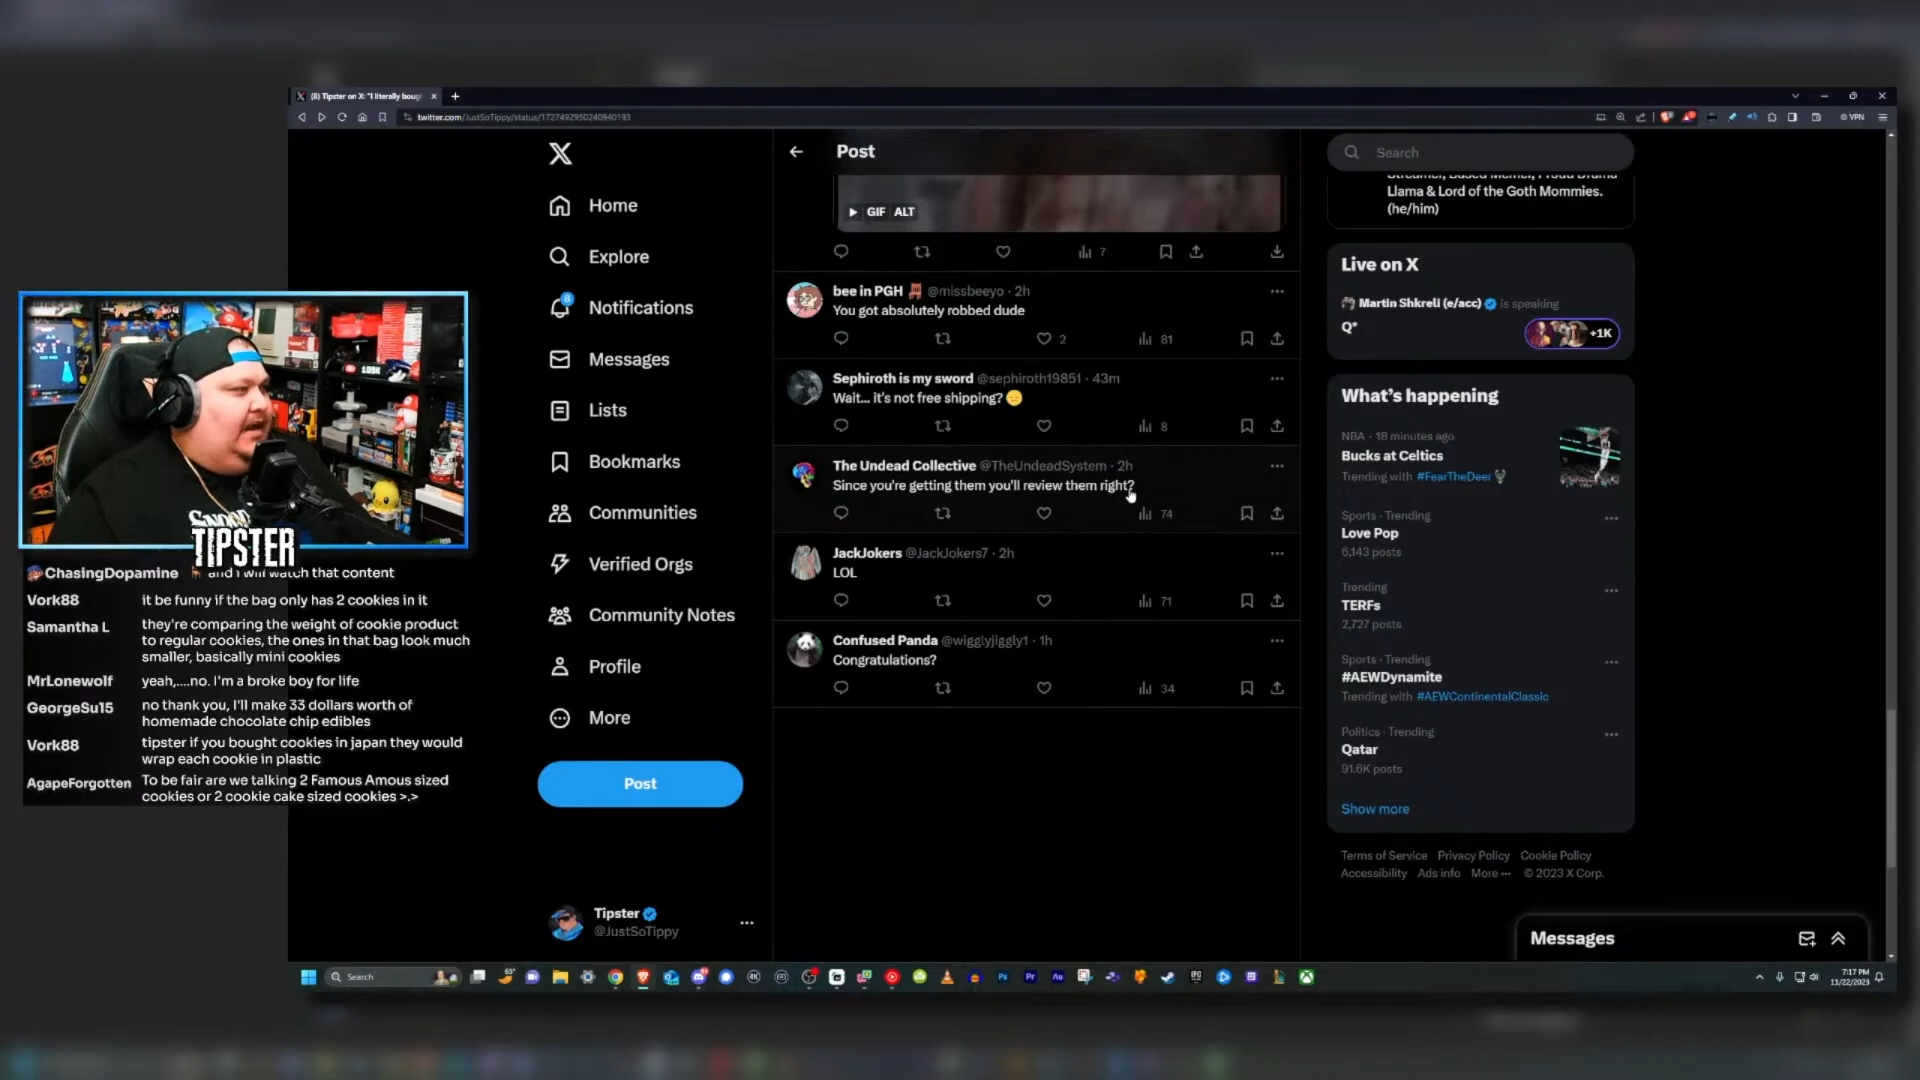 (8) Tipster on X: "I literally boug
twitter.com/JustSoTippy/status/1727492950240940193
VPN
Home
Explore
8
Notifications
Messages
Lists
Bookmarks
Communities
Verified Orgs
Community Notes
Profile
More
Post
Tipster
@JustSoTippy
Post
GIF ALT
7
bee in PGH @missbeeyo · 2h
You got absolutely robbed dude
2 81
Sephiroth is my sword @sephiroth19851 · 43m
Wait... it's not free shipping?
8
The Undead Collective @TheUndeadSystem · 2h
Since you're getting them you'll review them right?
74
JackJokers @JackJokers7 · 2h
LOL
71
Confused Panda @wigglyjiggly1 · 1h
Congratulations?
34
Search
Streamer, Based Memer, Proud Drama
Llama & Lord of the Goth Mommies.
(he/him)
Live on X
Martin Shkreli (e/acc) is speaking
Q*
+1K
What's happening
NBA · 18 minutes ago
Bucks at Celtics
Trending with #FearTheDeer
Sports · Trending
Love Pop
6,143 posts
Trending
TERFs
2,727 posts
Sports · Trending
#AEWDynamite
Trending with #AEWContinentalClassic
Politics · Trending
Qatar
91.6K posts
Show more
Terms of Service Privacy Policy Cookie Policy
Accessibility Ads info More ··· © 2023 X Corp.
Messages
109K
SNOOP
TIPSTER
ChasingDopamine and i will watch that content
Vork88 it be funny if the bag only has 2 cookies in it
Samantha L they're comparing the weight of cookie product
to regular cookies, the ones in that bag look much
smaller, basically mini cookies
MrLonewolf yeah,....no. I'm a broke boy for life
GeorgeSu15 no thank you, I'll make 33 dollars worth of
homemade chocolate chip edibles
Vork88 tipster if you bought cookies in japan they would
wrap each cookie in plastic
AgapeForgotten To be fair are we talking 2 Famous Amous sized
cookies or 2 cookie cake sized cookies >.>
Search
65°
4K
Ps
Pr
Au
EPIC
7:17 PM
11/22/2023